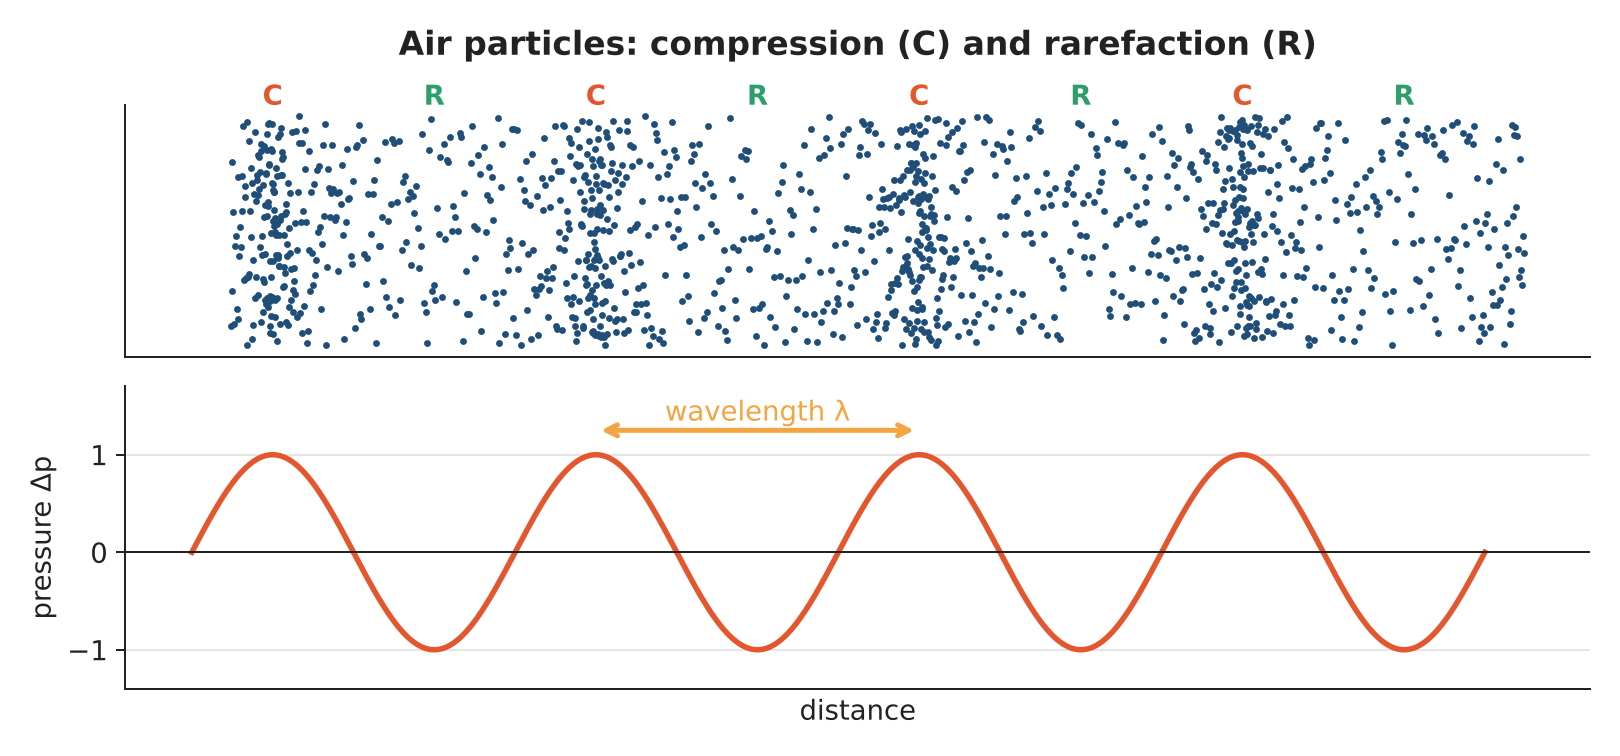 Air particles: compression (C) and rarefaction (R)
C R C R C R C R
wavelength λ
pressure Δp
1
0
−1
distance